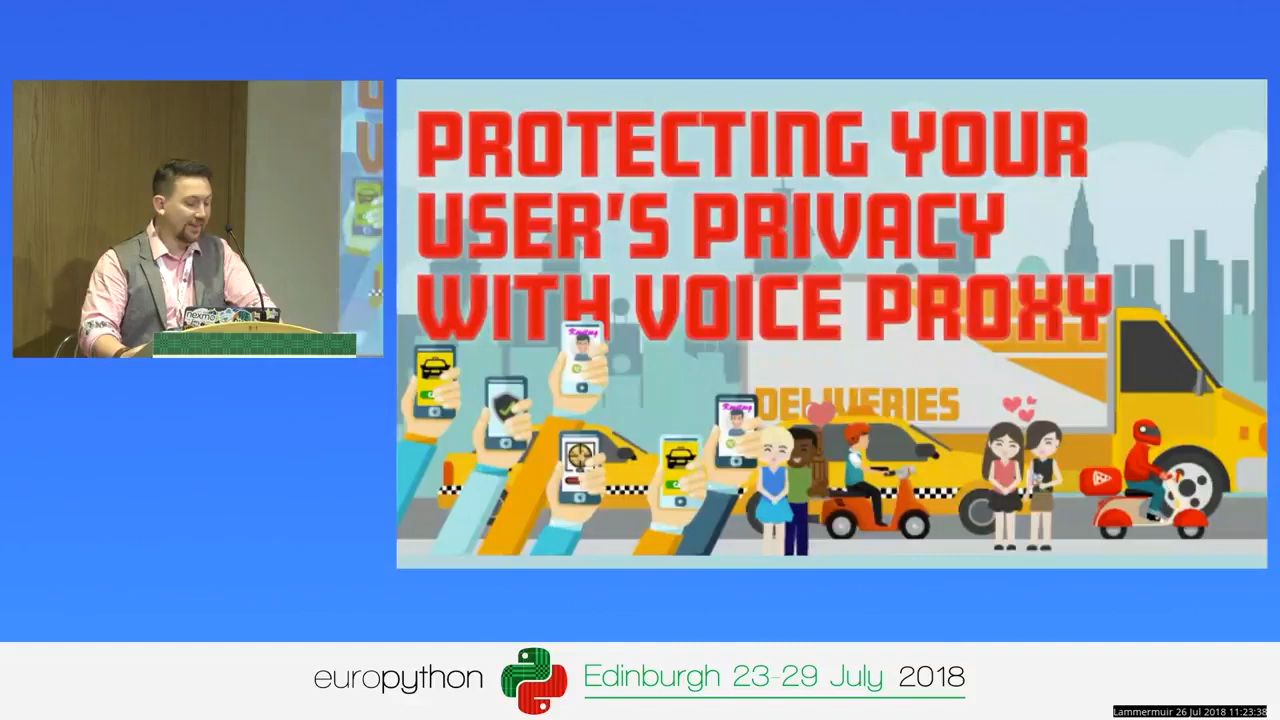 PROTECTING YOUR
USER'S PRIVACY
WITH VOICE PROXY
DELIVERIES
nexmo
europython
Edinburgh 23-29 July 2018
Lammermuir 26 Jul 2018 11:23:38